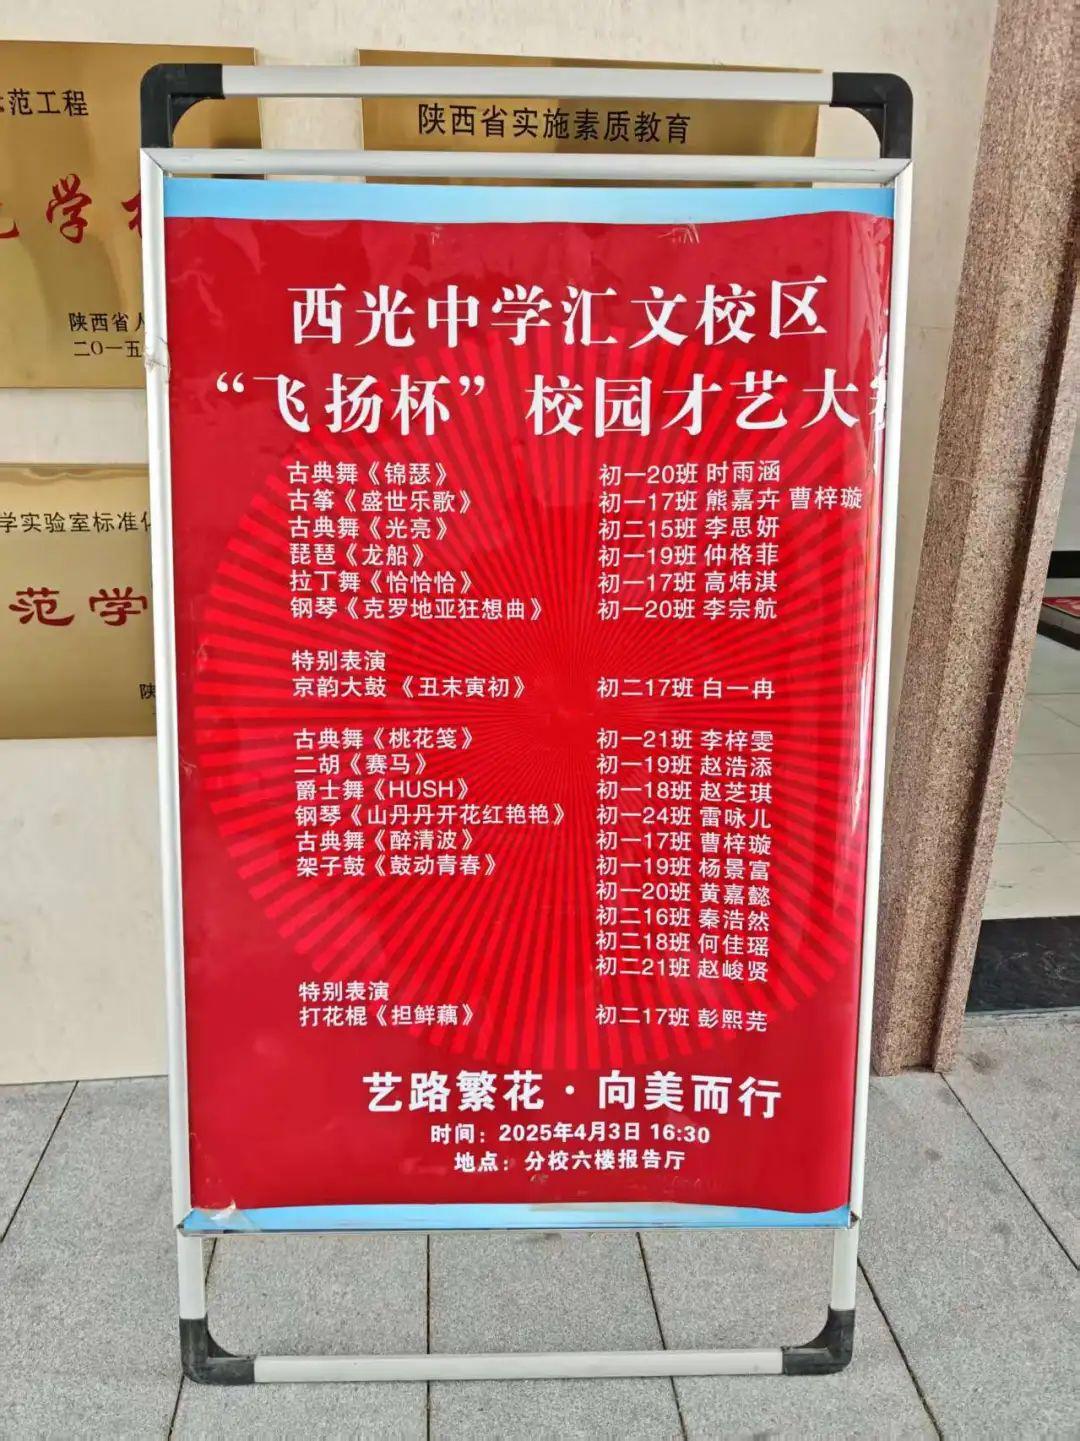 示范工程
陕西省实施素质教育
学
陕西省人
二〇一五
学实验室标准化
范学
陕
西光中学汇文校区
“飞扬杯”校园才艺大
古典舞《锦瑟》 初一20班 时雨涵
古筝《盛世乐歌》 初一17班 熊嘉卉 曹梓璇
古典舞《光亮》 初二15班 李思妍
琵琶《龙船》 初一19班 仲格菲
拉丁舞《恰恰恰》 初一17班 高炜淇
钢琴《克罗地亚狂想曲》 初一20班 李宗航
特别表演
京韵大鼓《丑末寅初》 初二17班 白一冉
古典舞《桃花笺》 初一21班 李梓雯
二胡《赛马》 初一19班 赵浩添
爵士舞《HUSH》 初一18班 赵芝琪
钢琴《山丹丹开花红艳艳》 初一24班 雷咏儿
古典舞《醉清波》 初一17班 曹梓璇
架子鼓《鼓动青春》 初一19班 杨景富
初一20班 黄嘉懿
初二16班 秦浩然
初二18班 何佳瑶
初二21班 赵峻贤
特别表演
打花棍《担鲜藕》 初二17班 彭熙芫
艺路繁花·向美而行
时间：2025年4月3日 16:30
地点：分校六楼报告厅